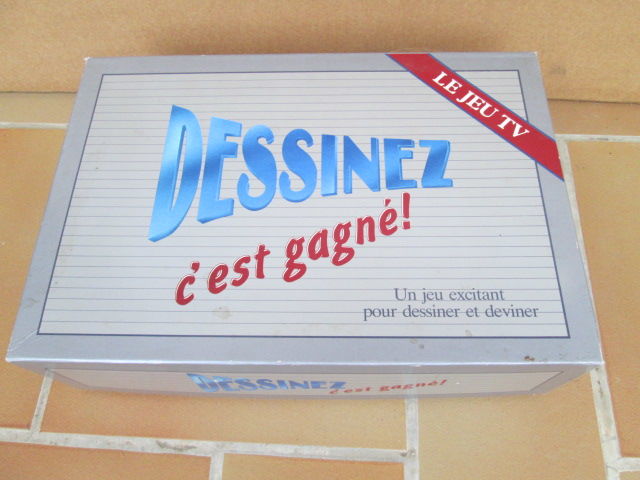 LE JEU TV
DESSINEZ
c'est gagné!
Un jeu excitant
pour dessiner et deviner
DESSINEZ c'est gagné!